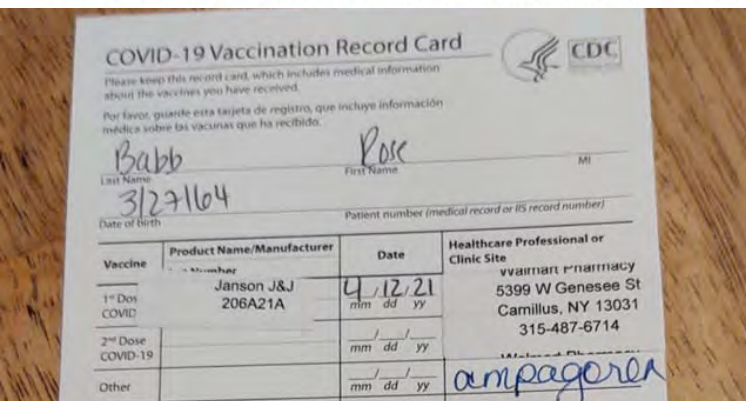 COVID-19 Vaccination Record Card
CDC
Please keep this record card, which includes medical information
about the vaccines you have received.
Por favor, guarde esta tarjeta de registro, que incluye información
médica sobre las vacunas que ha recibido.
Babb Rose
Last Name First Name MI
3/27/64
Date of birth Patient number (medical record or IIS record number)
Vaccine Product Name/Manufacturer Date Healthcare Professional or
Clinic Site
Number
Walmart Pharmacy
Janson J&J 4/12/21 5399 W Genesee St
1st Dos 206A21A mm dd yy Camillus, NY 13031
COVID
315-487-6714
2nd Dose
COVID-19 mm dd yy
Walmart Pharmacy
Other mm dd yy